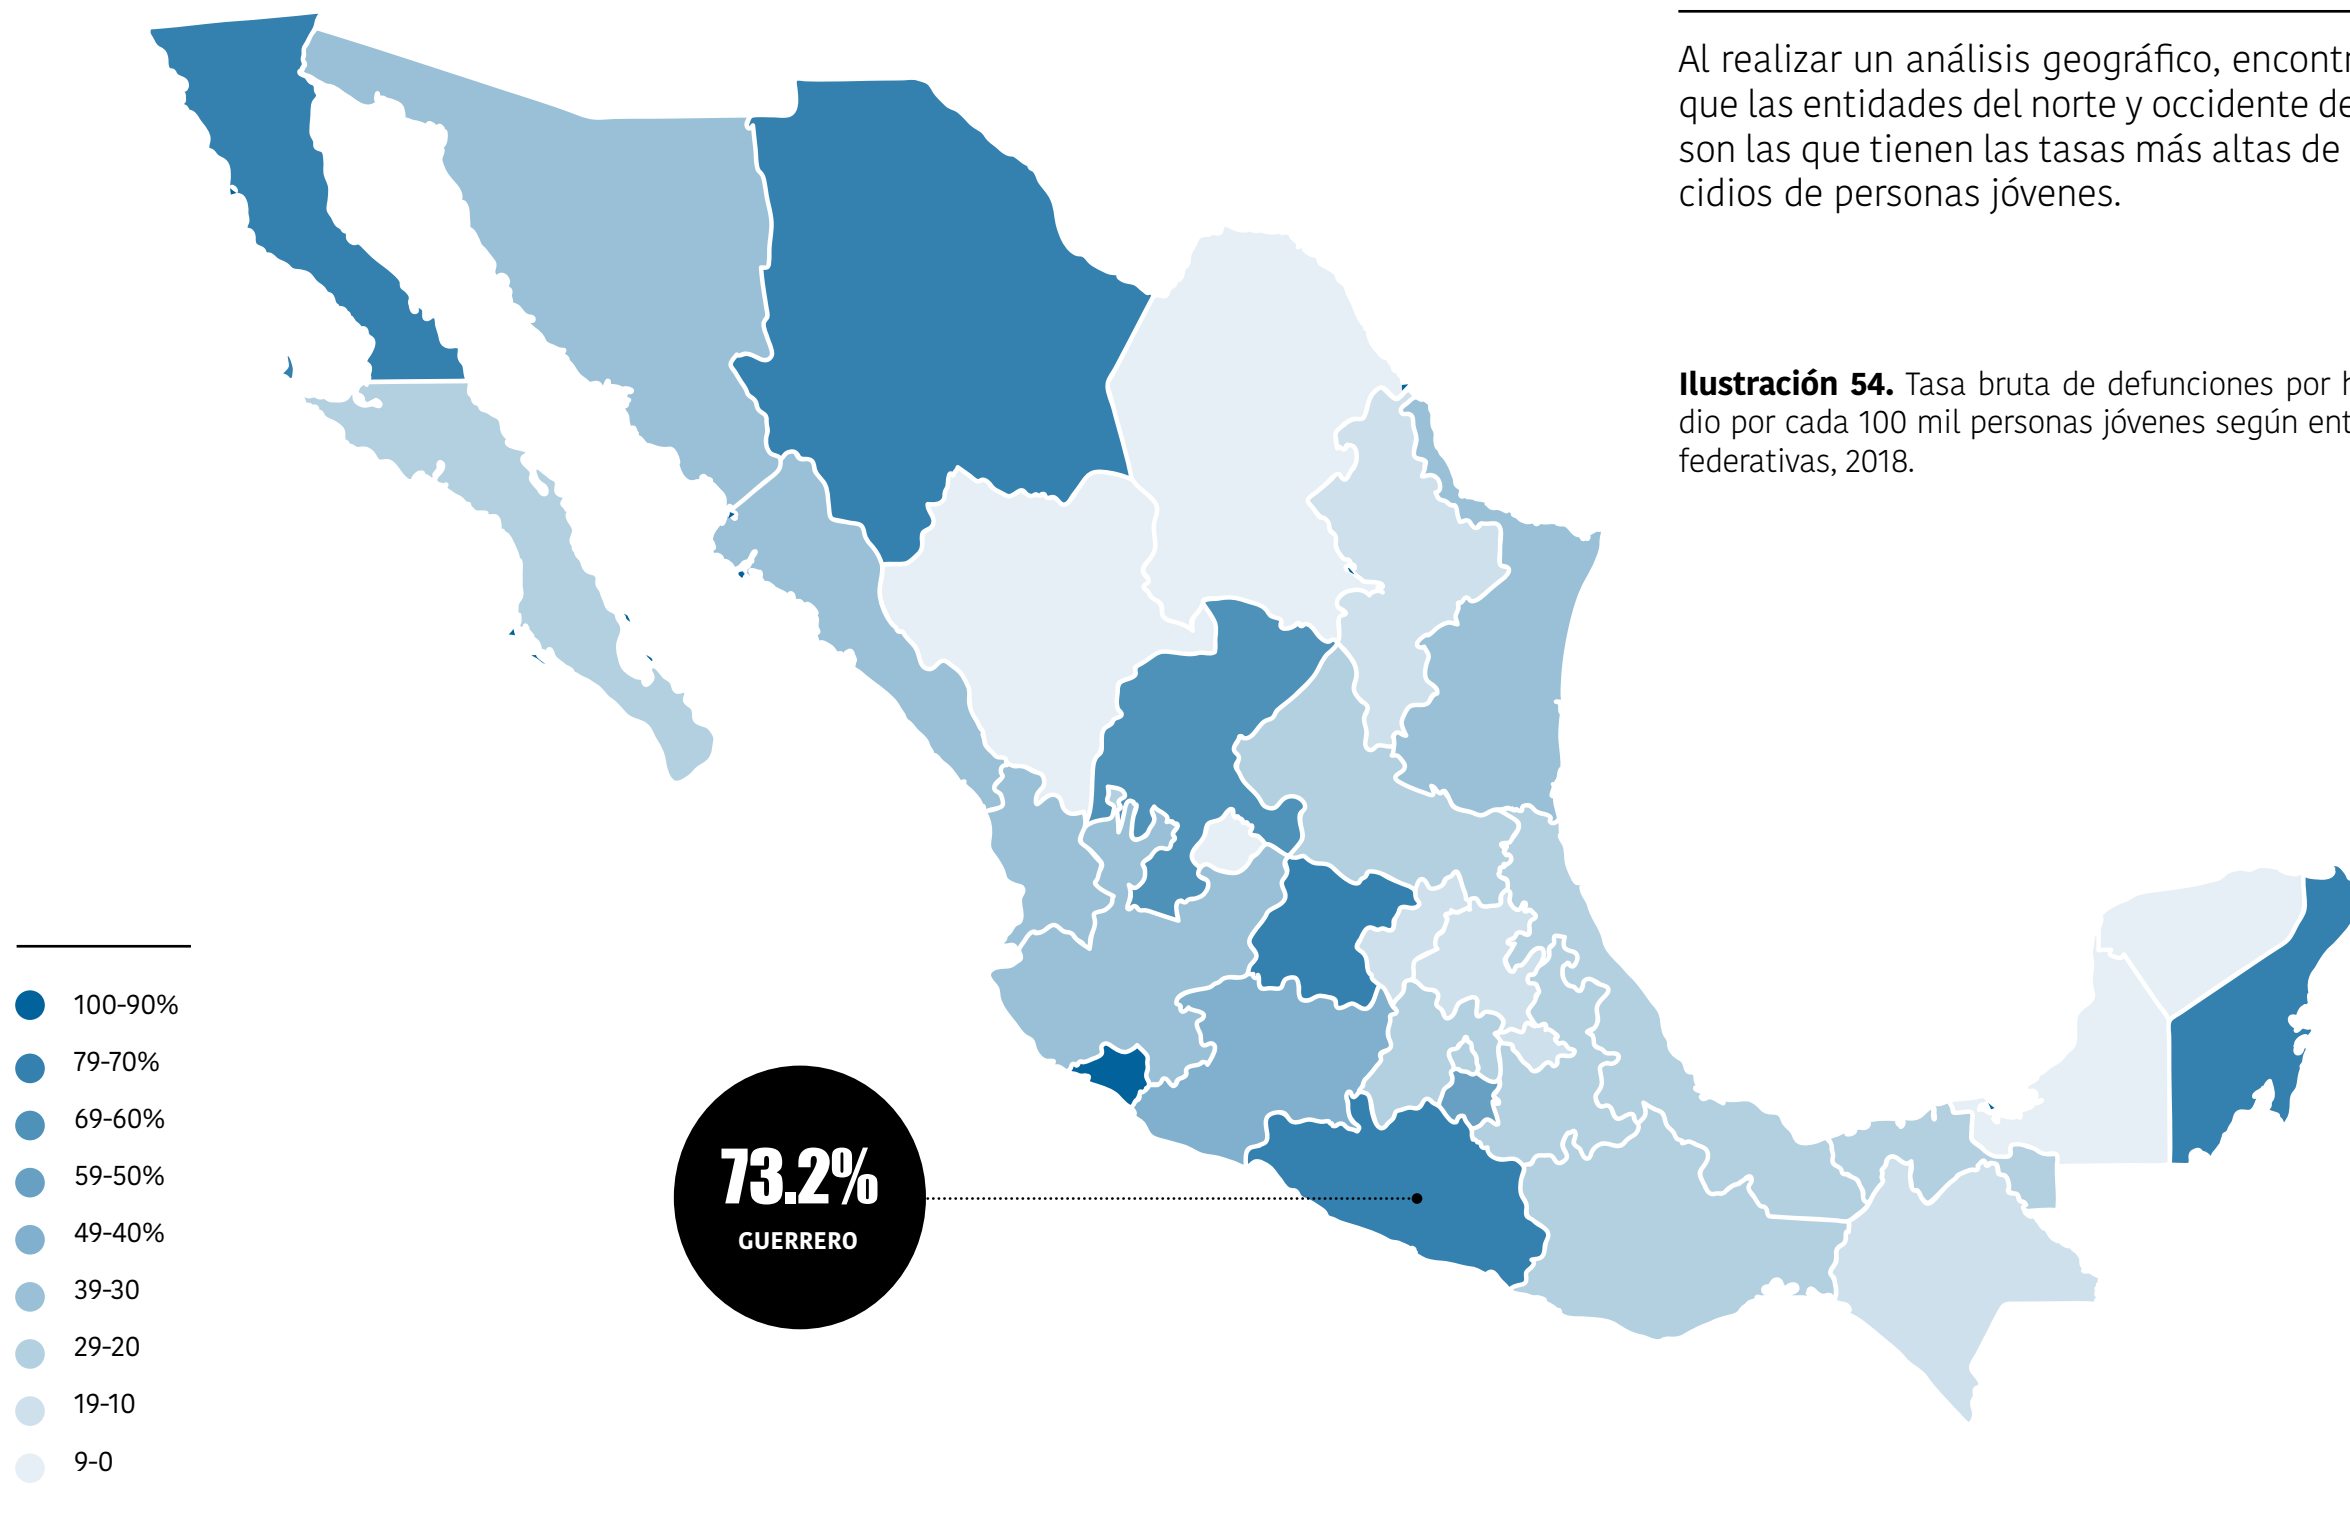 Al realizar un análisis geográfico,
que las entidades del norte y occidente
son las que tienen las tasas más altas de
cidios de personas jóvenes.
Ilustración 54. Tasa bruta de defunciones por
dio por cada 100 mil personas jóvenes según
federativas, 2018.
100-90%
79-70%
69-60%
59-50%
49-40%
39-30
29-20
19-10
9-0
73.2%
GUERRERO